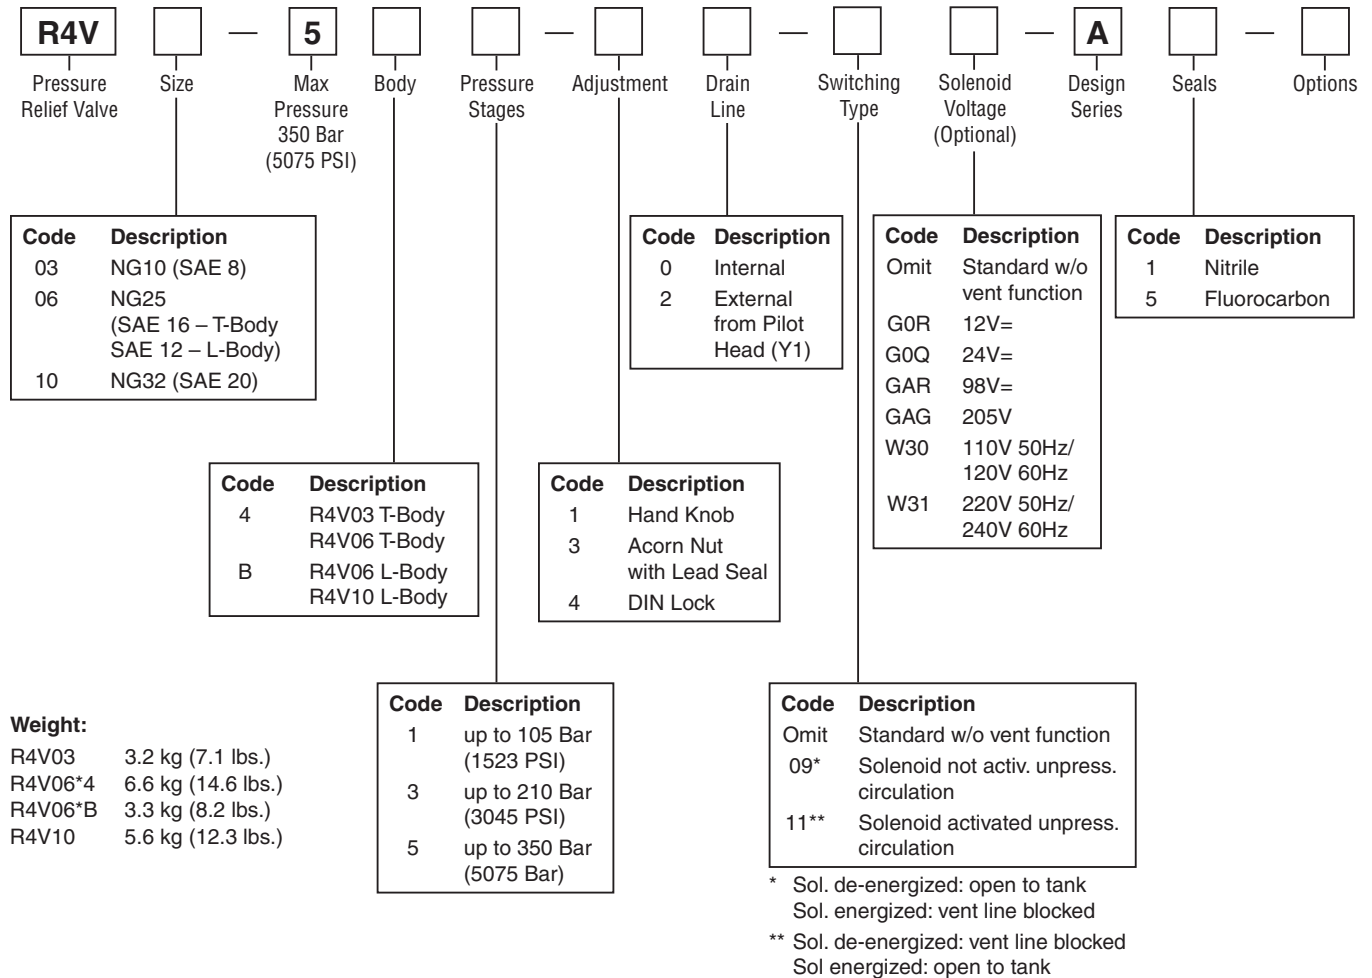 R4V — 5 — — — A —
Pressure Relief Valve
Size
Max Pressure 350 Bar (5075 PSI)
Body
Pressure Stages
Adjustment
Drain Line
Switching Type
Solenoid Voltage (Optional)
Design Series
Seals
Options
Code Description
03 NG10 (SAE 8)
06 NG25
(SAE 16 – T-Body
SAE 12 – L-Body)
10 NG32 (SAE 20)
Code Description
0 Internal
2 External
from Pilot
Head (Y1)
Code Description
Omit Standard w/o
vent function
G0R 12V=
G0Q 24V=
GAR 98V=
GAG 205V
W30 110V 50Hz/
120V 60Hz
W31 220V 50Hz/
240V 60Hz
Code Description
1 Nitrile
5 Fluorocarbon
Code Description
4 R4V03 T-Body
R4V06 T-Body
B R4V06 L-Body
R4V10 L-Body
Code Description
1 Hand Knob
3 Acorn Nut
with Lead Seal
4 DIN Lock
Weight:
R4V03 3.2 kg (7.1 lbs.)
R4V06*4 6.6 kg (14.6 lbs.)
R4V06*B 3.3 kg (8.2 lbs.)
R4V10 5.6 kg (12.3 lbs.)
Code Description
1 up to 105 Bar
(1523 PSI)
3 up to 210 Bar
(3045 PSI)
5 up to 350 Bar
(5075 Bar)
Code Description
Omit Standard w/o vent function
09* Solenoid not activ. unpress.
circulation
11** Solenoid activated unpress.
circulation
* Sol. de-energized: open to tank
Sol. energized: vent line blocked
** Sol. de-energized: vent line blocked
Sol energized: open to tank